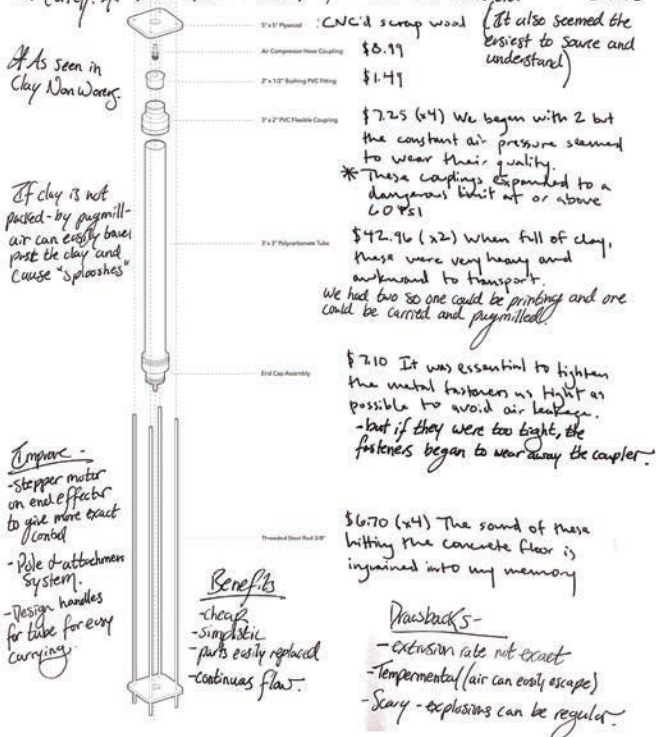 5"x5" Plywood : CNC'd scrap wood (It also seemed the
easiest to source and
understand)
Air Compressor Hose Coupling $8.99
2" x 1/2" Bushing PVC Fitting $1.49
* As seen in
Clay Non Wovens.
3" x 2" PVC Flexible Coupling $7.25 (x4) We began with 2 but
the constant air pressure seemed
to wear their quality.
* These couplings expanded to a
dangerous limit at or above
60 PSI
If clay is not
packed - by pugmill -
air can easily
past the clay and
cause "splooshes"
3' x 3" Polycarbonate Tube $42.96 (x2) When full of clay,
these were very heavy and
awkward to transport.
We had two so one could be printing and one
could be carried and pugmilled.
End Cap Assembly $7.10 It was essential to tighten
the metal fasteners as tight as
possible to avoid air leakage.
- but if they were too tight, the
fasteners began to wear away the coupler.
Threaded Steel Rod 3/8" $6.70 (x4) The sound of these
hitting the concrete floor is
ingrained into my memory
Improve -
- Stepper motor
on end effector
to give more exact
control
- Pole & attachment
System.
- Design handles
for tube for easy
carrying.
Benefits
- cheap
- simplistic
- parts easily replaced
- continuous flow.
Drawbacks -
- extrusion rate not exact
- Tempermental (air can easily escape)
- Scary - explosions can be regular.